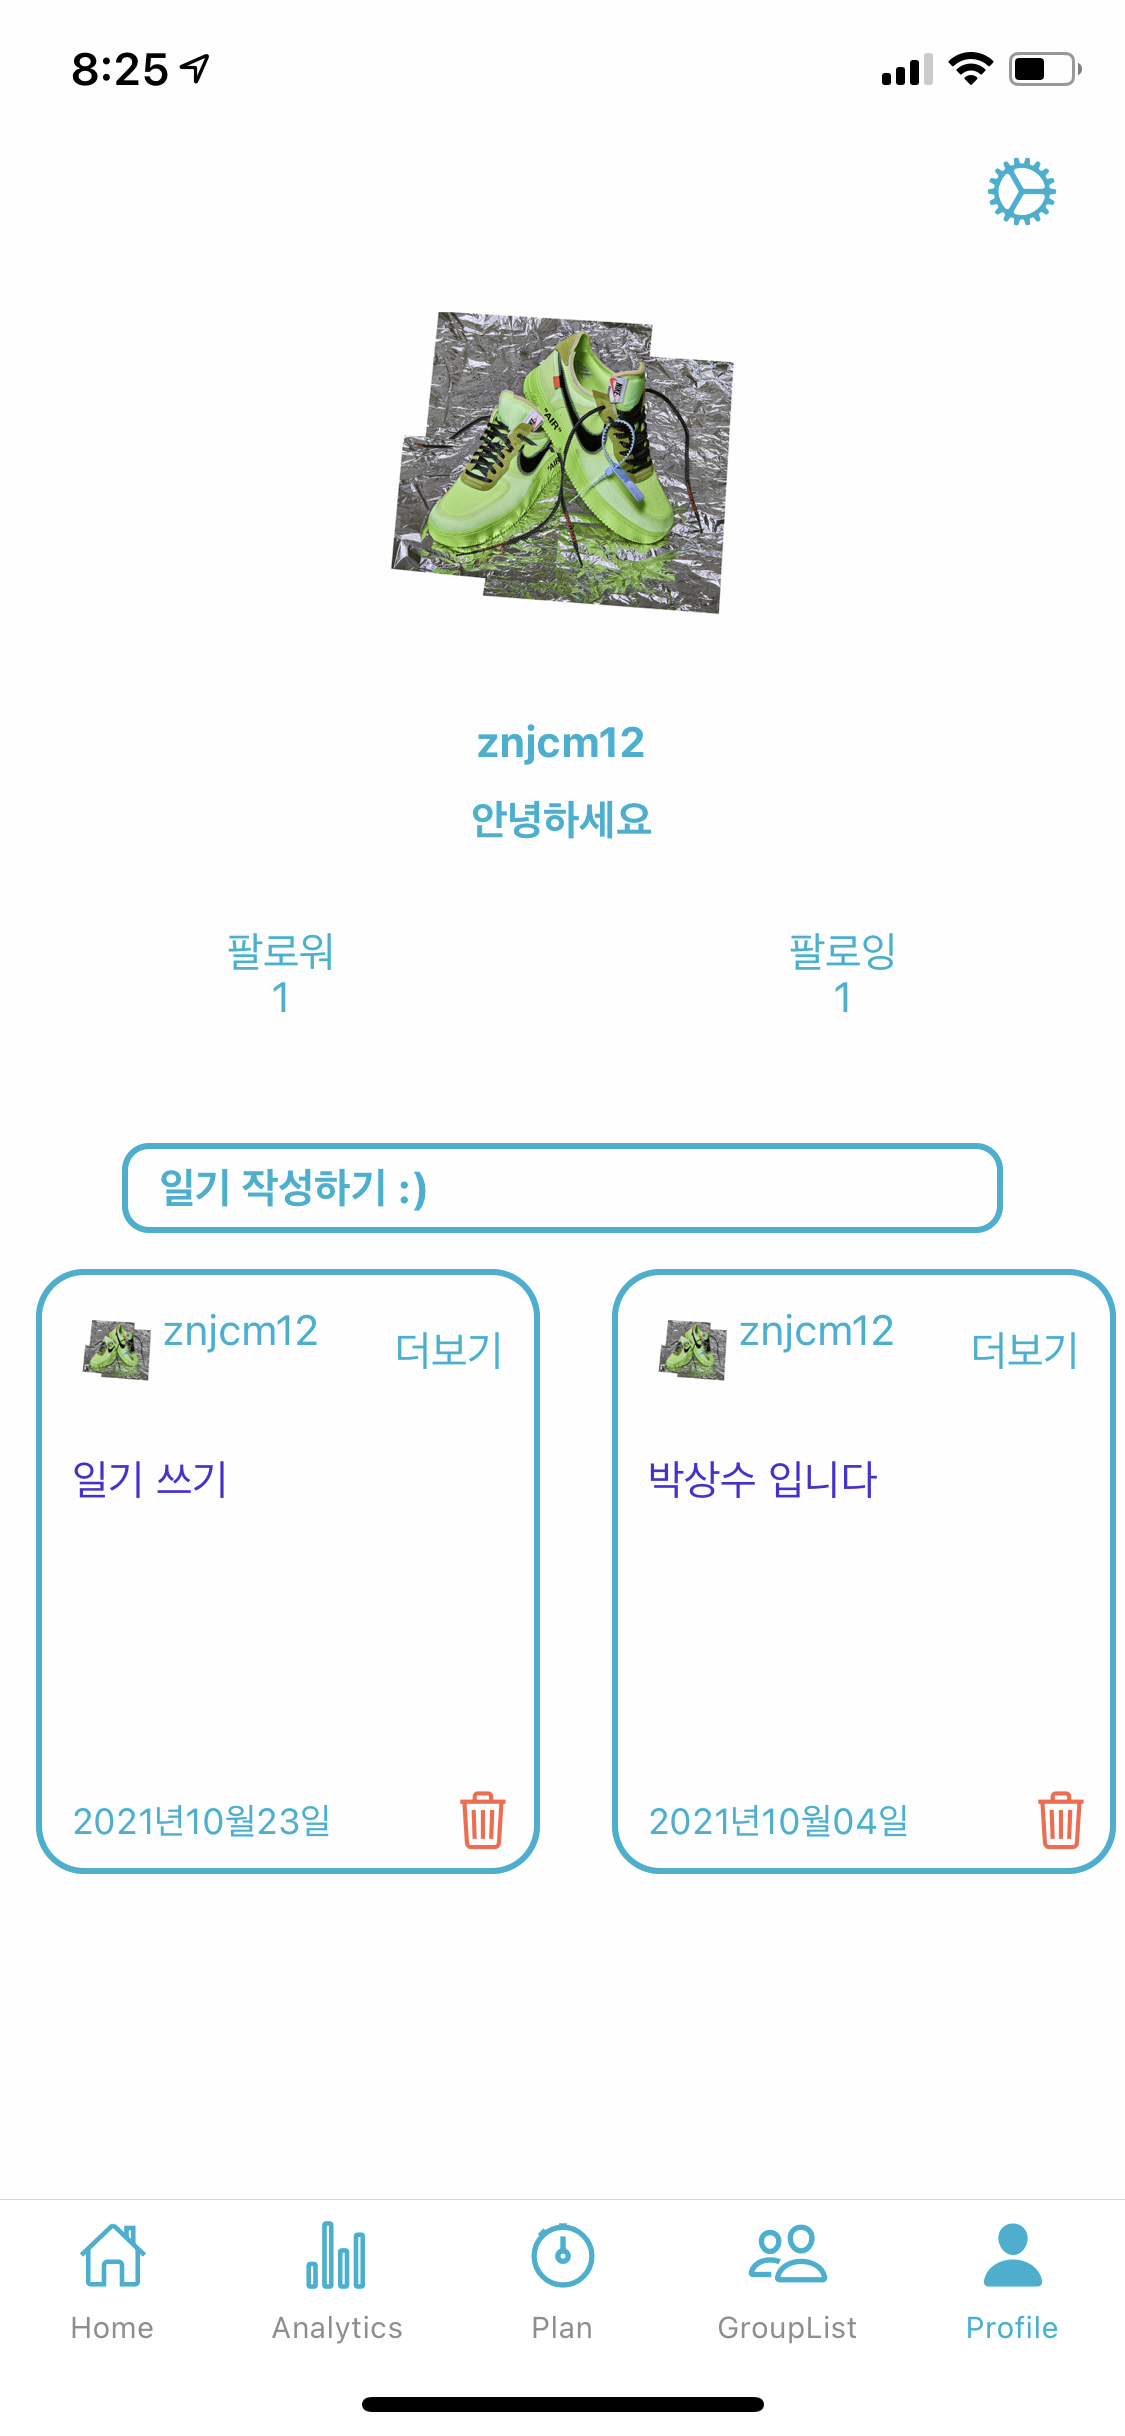 8:25
"AIR"
"AIR
NIKE
znjcm12
안녕하세요
팔로워
1
팔로잉
1
일기 작성하기 :)
znjcm12
더보기
일기 쓰기
2021년10월23일
znjcm12
더보기
박상수 입니다
2021년10월04일
Home
Analytics
Plan
GroupList
Profile